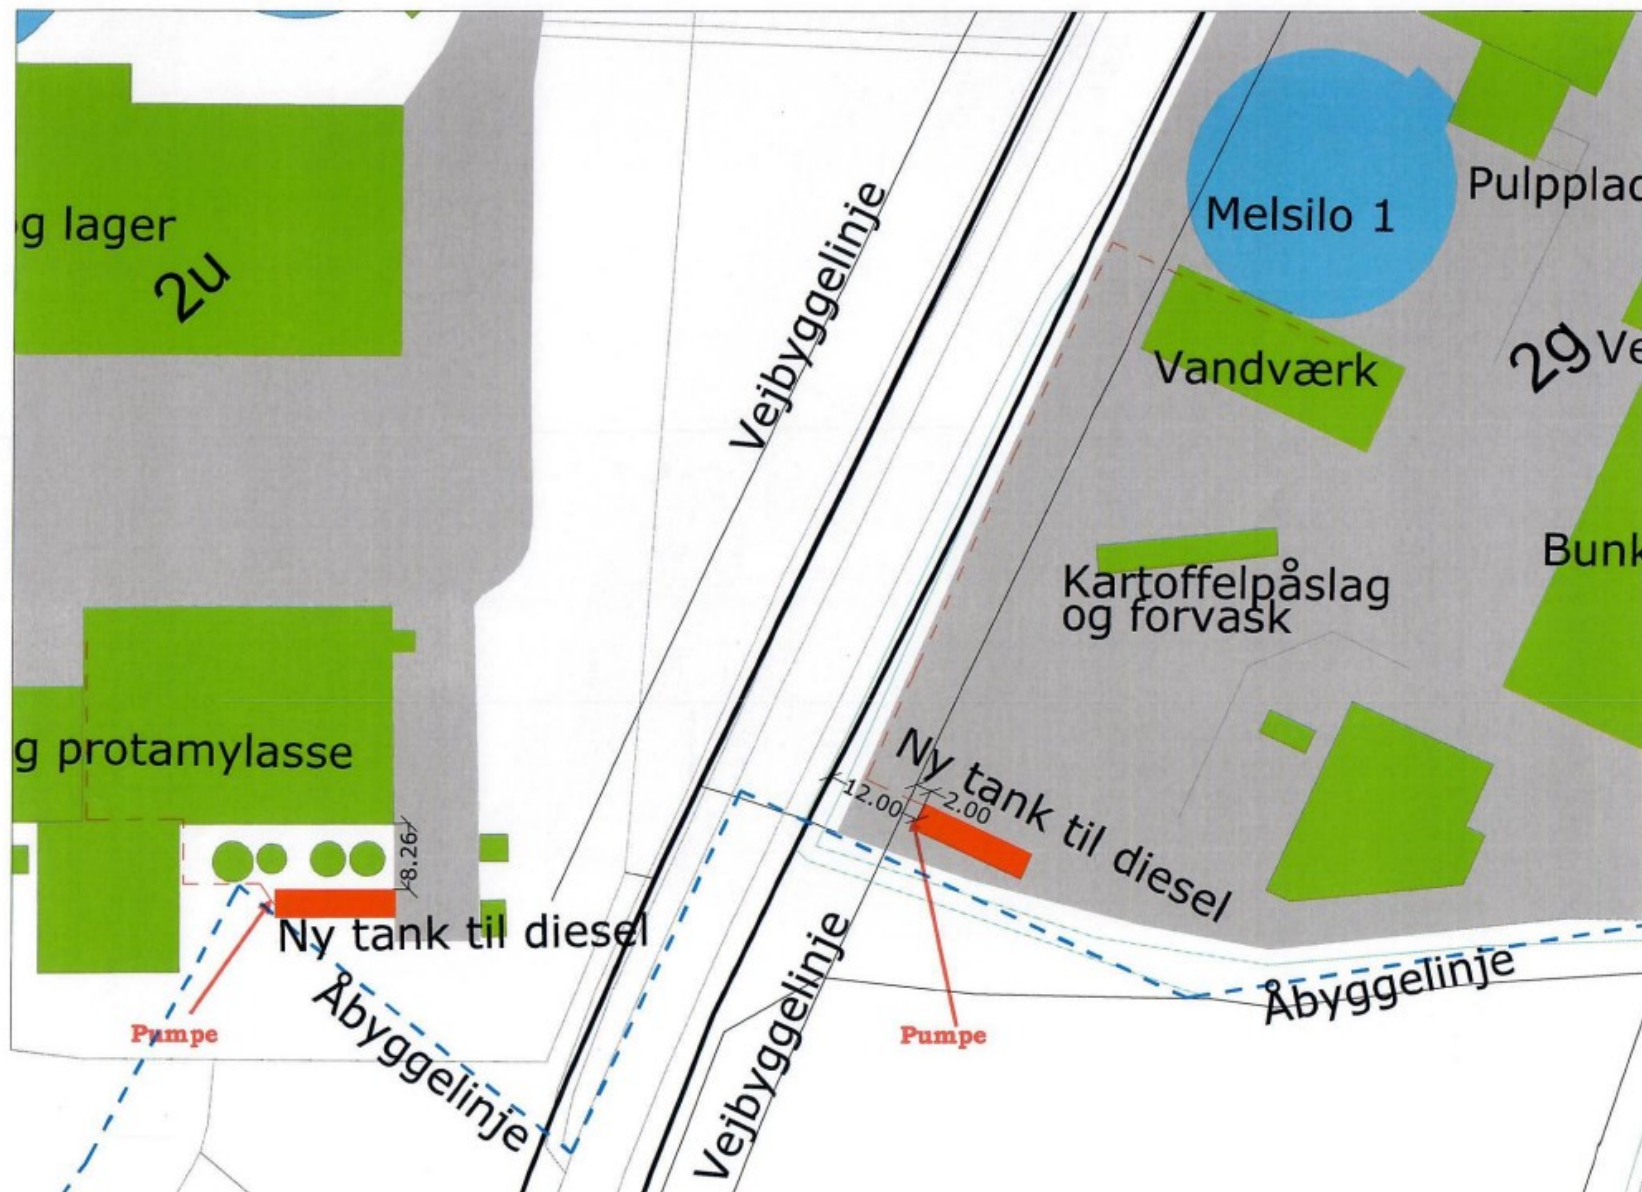 g lager
2u
Vejbyggelinje
Melsilo 1
Pulpplad
Vandværk
2g
Ve
Kartoffelpåslag
og forvask
Bunk
g protamylasse
8.26
Ny tank til diesel
12.00
2.00
Ny tank til diesel
Pumpe
Åbyggelinje
Vejbyggelinje
Pumpe
Åbyggelinje